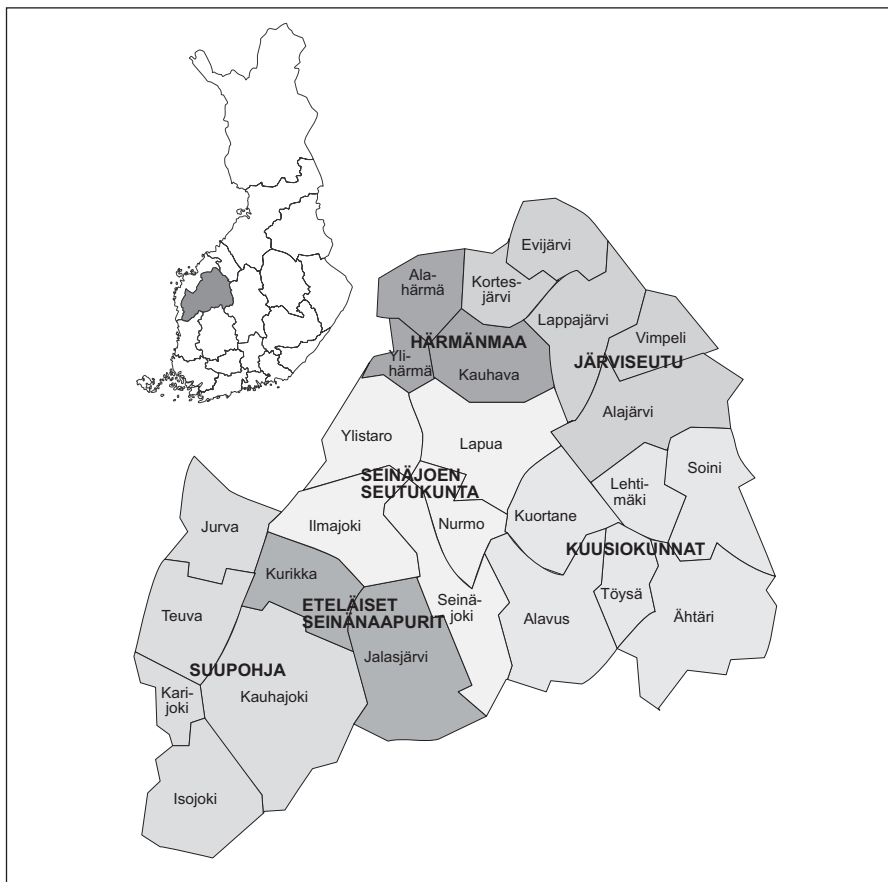 Evijärvi
Ala-
härmä
Kortes-
järvi
Lappajärvi
Vimpeli
HÄRMÄNMAA
Yli-
härmä
JÄRVISEUTU
Kauhava
Alajärvi
Ylistaro
Lapua
Soini
SEINÄJOEN
SEUTUKUNTA
Lehti-
mäki
Jurva
Ilmajoki
Nurmo
Kuortane
KUUSIOKUNNAT
Kurikka
Teuva
ETELÄISET
SEINÄNAAPURIT
Seinä-
joki
Alavus
Töysä
Ähtäri
Jalasjärvi
SUUPOHJA
Kari-
joki
Kauhajoki
Isojoki